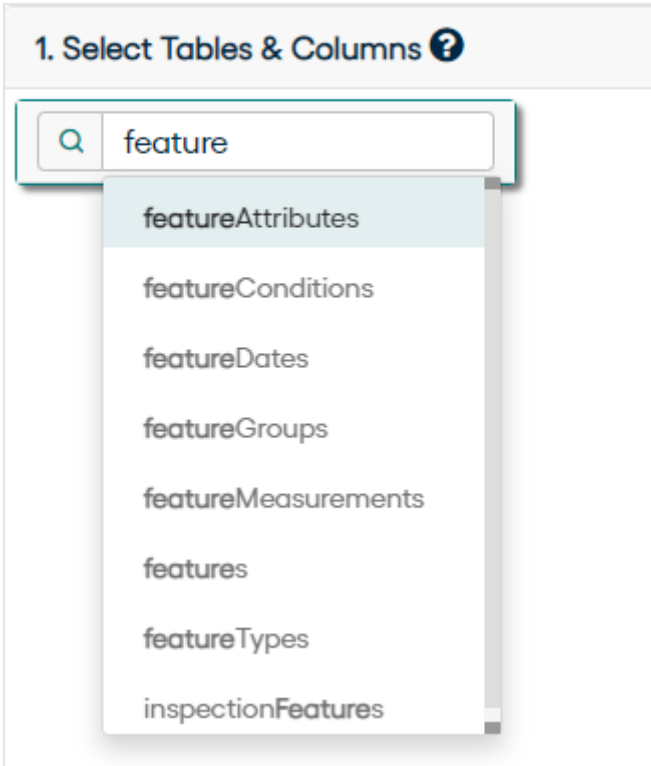 1. Select Tables & Columns ?
feature
featureAttributes
featureConditions
featureDates
featureGroups
featureMeasurements
features
featureTypes
inspectionFeatures